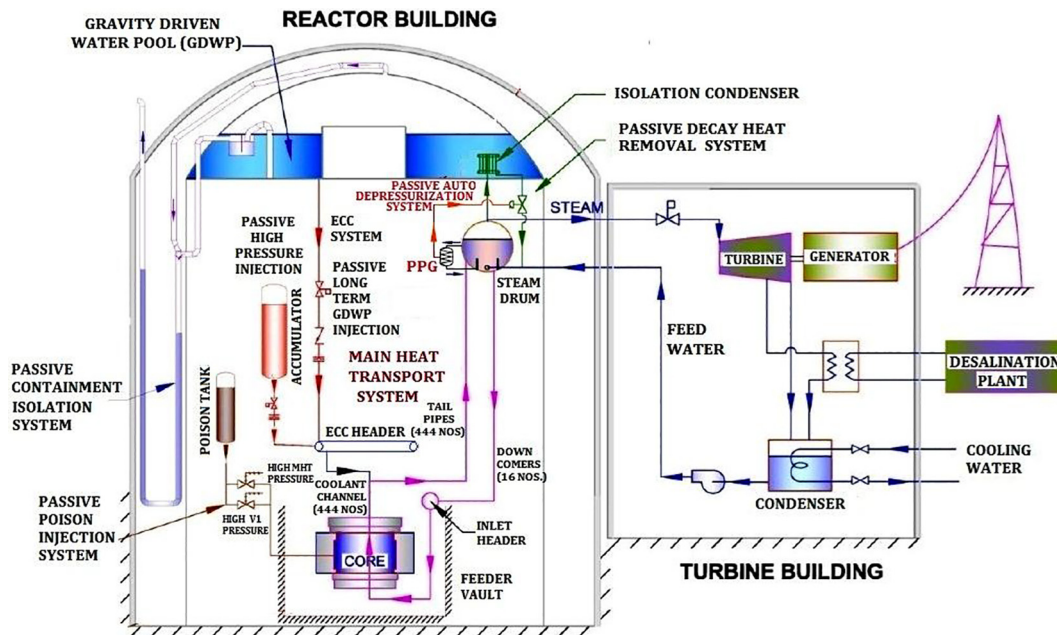 REACTOR BUILDING
GRAVITY DRIVEN
WATER POOL (GDWP)
ISOLATION CONDENSER
PASSIVE DECAY HEAT
REMOVAL SYSTEM
PASSIVE AUTO
DEPRESSURIZATION
SYSTEM
STEAM
PASSIVE HIGH
PRESSURE INJECTION
ECC
SYSTEM
PPG
STEAM
DRUM
PASSIVE
LONG
TERM
GDWP
INJECTION
ACCUMULATOR
TURBINE
GENERATOR
FEED
WATER
DESALINATION
PLANT
MAIN HEAT
TRANSPORT
SYSTEM
PASSIVE
CONTAINMENT
ISOLATION
SYSTEM
POISON TANK
TAIL
PIPES
(444 NOS)
ECC HEADER
DOWN
COMERS
(16 NOS.)
COOLING
WATER
CONDENSER
HIGH MHT
PRESSURE
COOLANT
CHANNEL
(444 NOS)
HIGH V1
PRESSURE
PASSIVE
POISON
INJECTION
SYSTEM
INLET
HEADER
CORE
FEEDER
VAULT
TURBINE BUILDING